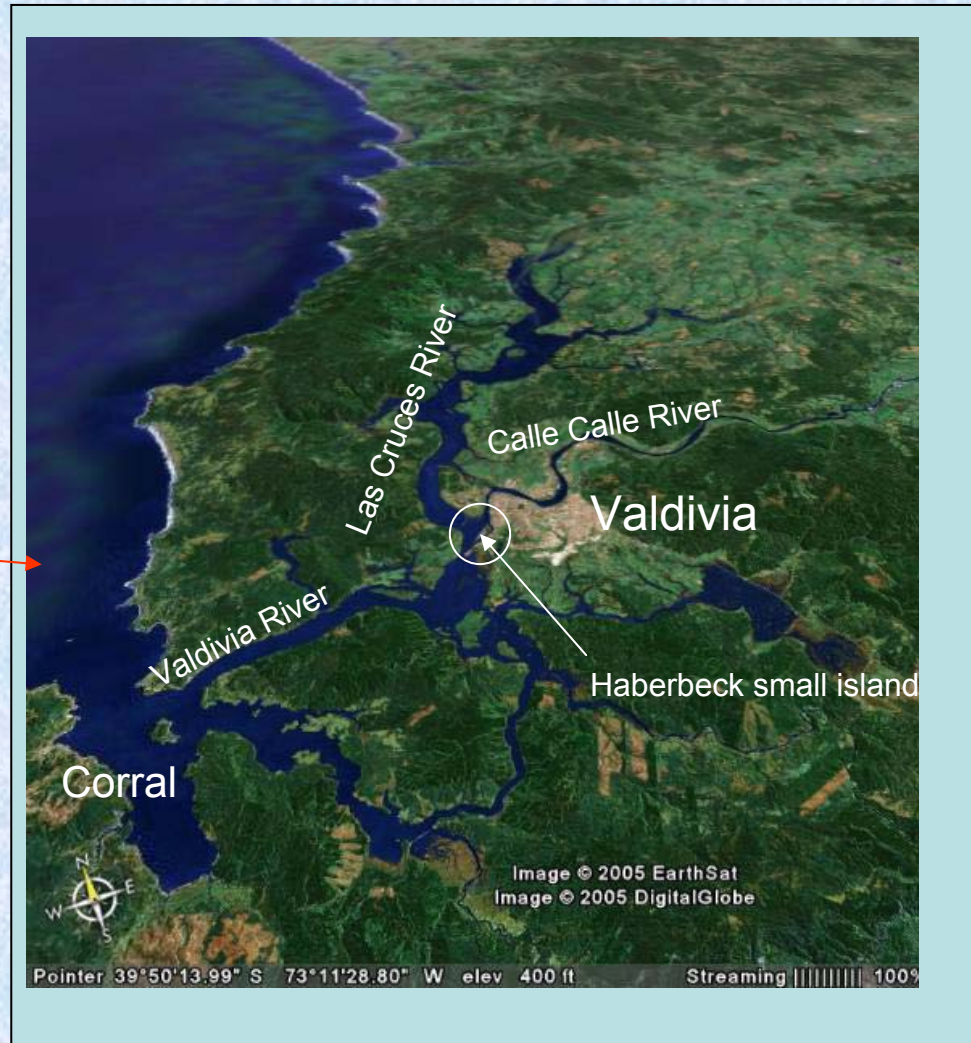 Las Cruces River
Calle Calle River
Valdivia
Valdivia River
Haberbeck small island
Corral
N
W E
S
Image © 2005 EarthSat
Image © 2005 DigitalGlobe
Pointer 39°50'13.99" S 73°11'28.80" W elev 400 ft Streaming |||||||||| 100%